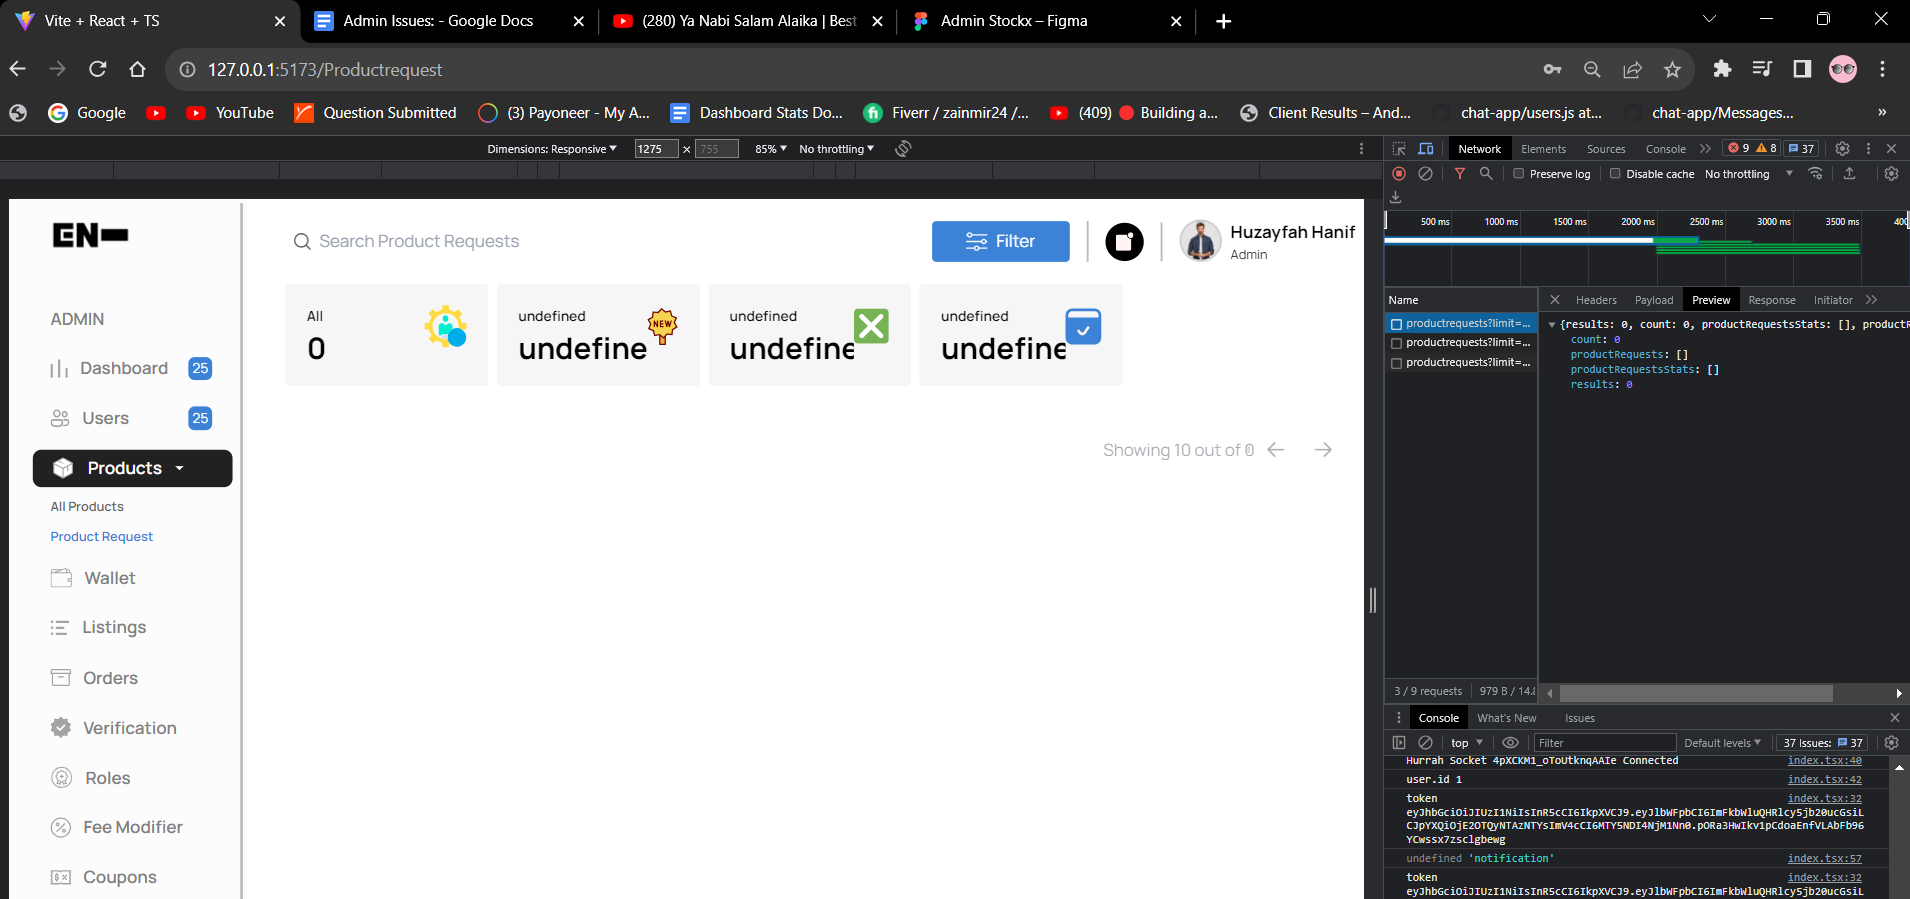 Vite + React + TS
Admin Issues: - Google Docs
(280) Ya Nabi Salam Alaika | Best
Admin Stockx – Figma
127.0.0.1:5173/Productrequest
Google
YouTube
Question Submitted
(3) Payoneer - My A...
Dashboard Stats Do...
Fiverr / zainmir24 /...
(409) 🔴 Building a...
Client Results – And...
chat-app/users.js at...
chat-app/Messages...
»
Dimensions: Responsive ▼ 1275 × 755 85% ▼ No throttling ▼
Network Elements Sources Console » 9 8 37
Preserve log Disable cache No throttling ▼
500 ms 1000 ms 1500 ms 2000 ms 2500 ms 3000 ms 3500 ms 400
EN
ADMIN
Dashboard 25
Users 25
Products
All Products
Product Request
Wallet
Listings
Orders
Verification
Roles
Fee Modifier
Coupons
Search Product Requests
Filter
Huzayfah Hanif
Admin
All
0
undefined
undefine
NEW
undefined
undefine
undefined
undefine
Showing 10 out of 0
Name
productrequests?limit=...
productrequests?limit=...
productrequests?limit=...
Headers Payload Preview Response Initiator »
{results: 0, count: 0, productRequestsStats: [], productR
count: 0
productRequests: []
productRequestsStats: []
results: 0
3 / 9 requests 979 B / 14.
Console What's New Issues
top ▼ Filter Default levels ▼ 37 Issues: 37
Hurrah Socket 4pXCKM1_oToUtknqAAIe Connected index.tsx:40
user.id 1 index.tsx:42
token index.tsx:32
eyJhbGciOiJIUzI1NiIsInR5cCI6IkpXVCJ9.eyJlbWFpbCI6ImFkbWluQHRlcy5jb20ucGsiL
CJpYXQiOjE2OTQyNTAzNTYsImV4cCI6MTY5NDI4NjM1Nn0.pORa3HwIkv1pCdoaEnfVLAbFb96
YCwssx7zsclgbewg
undefined 'notification' index.tsx:57
token index.tsx:32
eyJhbGciOiJIUzI1NiIsInR5cCI6IkpXVCJ9.eyJlbWFpbCI6ImFkbWluQHRlcy5jb20ucGsiL